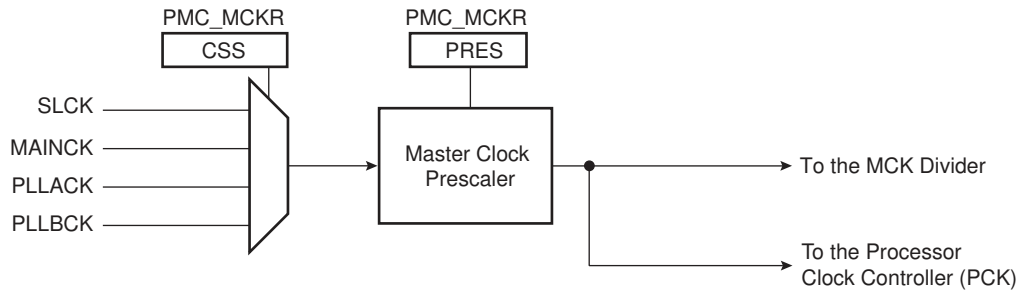 PMC_MCKR
PMC_MCKR
CSS
PRES
SLCK
MAINCK
PLLACK
PLLBCK
Master Clock
Prescaler
To the MCK Divider
To the Processor
Clock Controller (PCK)